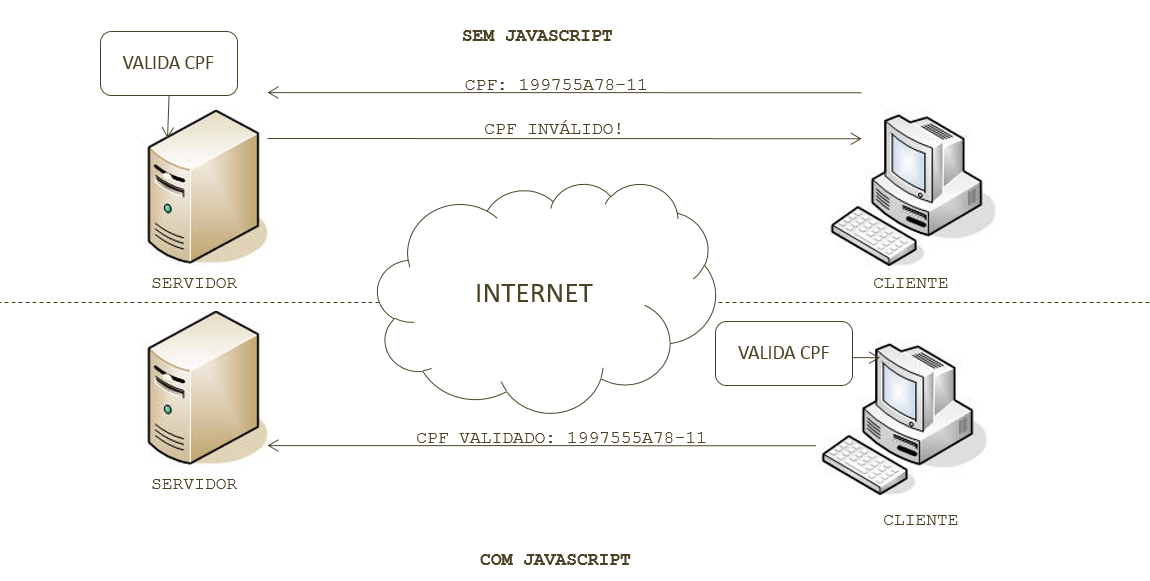 SEM JAVASCRIPT
VALIDA CPF
CPF: 199755A78-11
CPF INVÁLIDO!
SERVIDOR
CLIENTE
INTERNET
VALIDA CPF
CPF VALIDADO: 1997555A78-11
SERVIDOR
CLIENTE
COM JAVASCRIPT